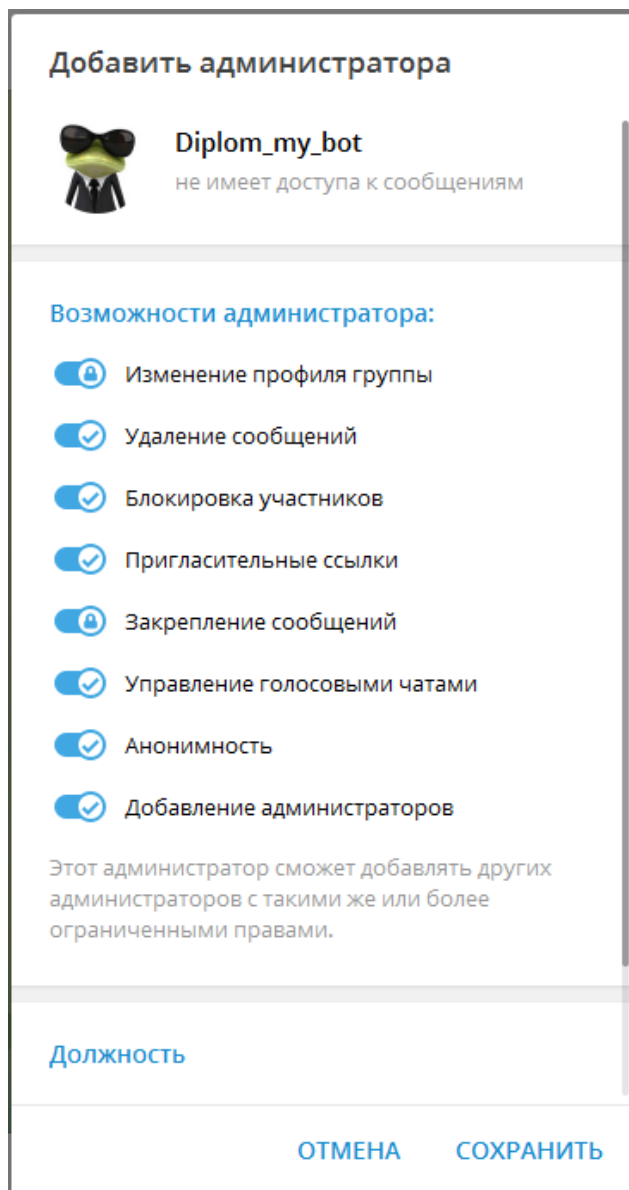 Добавить администратора
Diplom_my_bot
не имеет доступа к сообщениям
Возможности администратора:
Изменение профиля группы
Удаление сообщений
Блокировка участников
Пригласительные ссылки
Закрепление сообщений
Управление голосовыми чатами
Анонимность
Добавление администраторов
Этот администратор сможет добавлять других
администраторов с такими же или более
ограниченными правами.
Должность
ОТМЕНА СОХРАНИТЬ